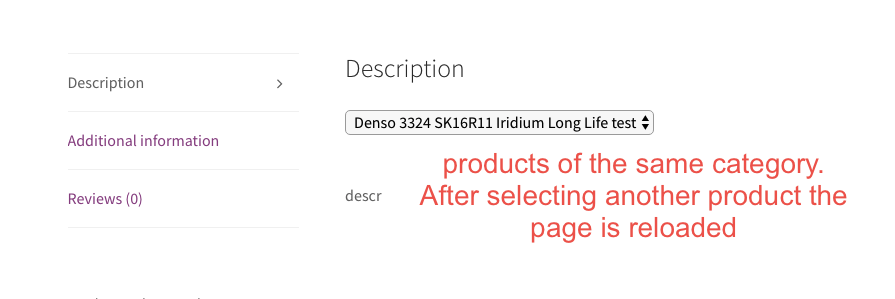 Description
Additional information
Reviews (0)
Description
Denso 3324 SK16R11 Iridium Long Life test
descr
products of the same category.
After selecting another product the
page is reloaded